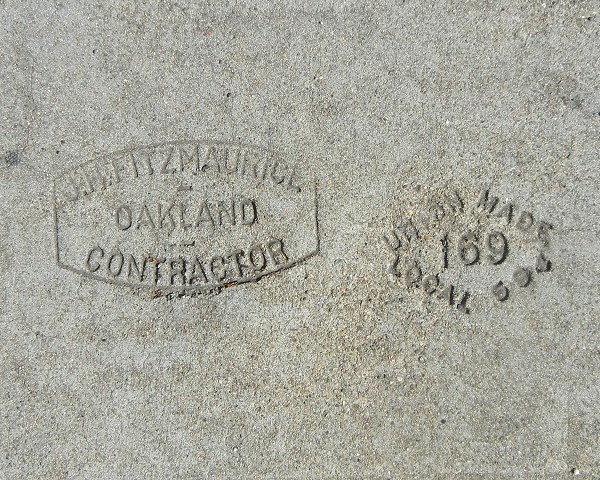 J.H. FITZMAURICE
OAKLAND
CONTRACTOR
UNION MADE
169
LOCAL 594